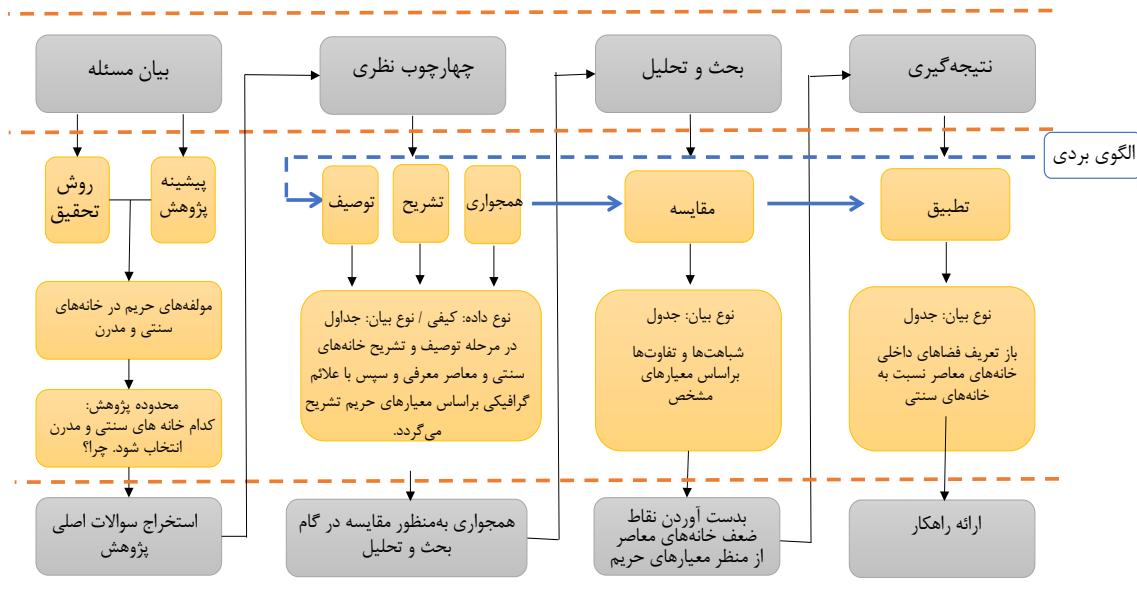 بیان مسئله
چهارچوب نظری
بحث و تحلیل
نتیجه‌گیری
الگوی بردی
پیشینه
پژوهش
روش
تحقیق
مولفه‌های حریم در خانه‌های
سنتی و مدرن
محدوده پژوهش:
کدام خانه های سنتی و مدرن
انتخاب شود. چرا؟
استخراج سوالات اصلی
پژوهش
توصیف
تشریح
همجواری
نوع داده: کیفی / نوع بیان: جداول
در مرحله توصیف و تشریح خانه‌های
سنتی و معاصر معرفی و سپس با علائم
گرافیکی براساس معیارهای حریم تشریح
می‌گردد.
همجواری به‌منظور مقایسه در گام
بحث و تحلیل
مقایسه
نوع بیان: جدول
شباهت‌ها و تفاوت‌ها
براساس معیارهای
مشخص
بدست آوردن نقاط
ضعف خانه‌های معاصر
از منظر معیارهای حریم
تطبیق
نوع بیان: جدول
باز تعریف فضاهای داخلی
خانه‌های معاصر نسبت به
خانه‌های سنتی
ارائه راهکار